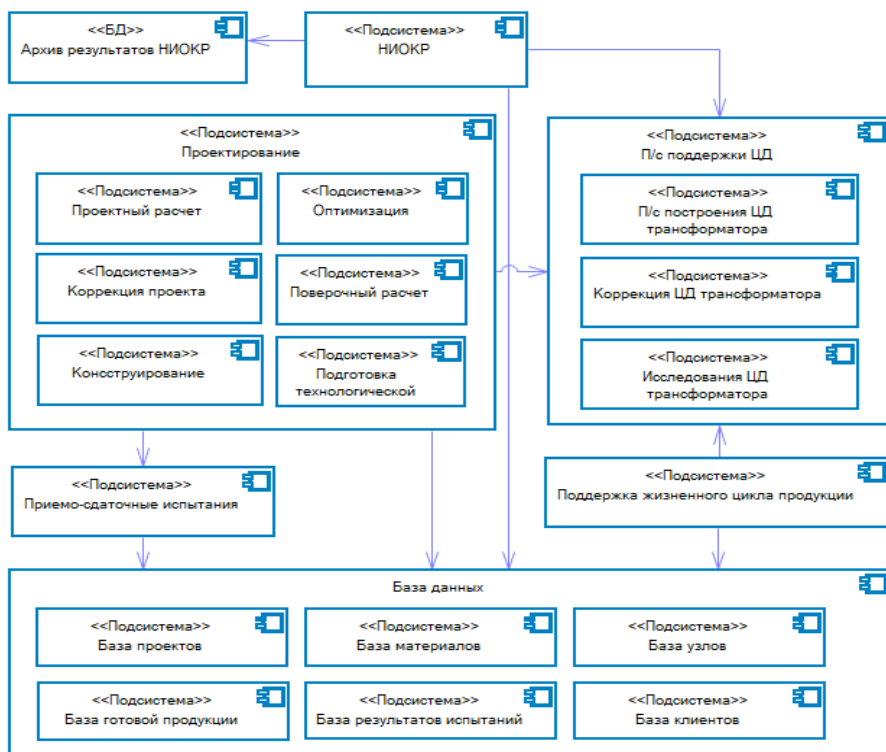 <<БД>>
Архив результатов НИОКР
<<Подсистема>>
НИОКР
<<Подсистема>>
Проектирование
<<Подсистема>>
Проектный расчет
<<Подсистема>>
Оптимизация
<<Подсистема>>
Коррекция проекта
<<Подсистема>>
Поверочный расчет
<<Подсистема>>
Консструирование
<<Подсистема>>
Подготовка
технологической
<<Подсистема>>
П/с поддержки ЦД
<<Подсистема>>
П/с построения ЦД
трансформатора
<<Подсистема>>
Коррекция ЦД трансформатора
<<Подсистема>>
Исследования ЦД
трансформатора
<<Подсистема>>
Приемо-сдаточные испытания
<<Подсистема>>
Поддержка жизненного цикла продукции
База данных
<<Подсистема>>
База проектов
<<Подсистема>>
База материалов
<<Подсистема>>
База узлов
<<Подсистема>>
База готовой продукции
<<Подсистема>>
База результатов испытаний
<<Подсистема>>
База клиентов